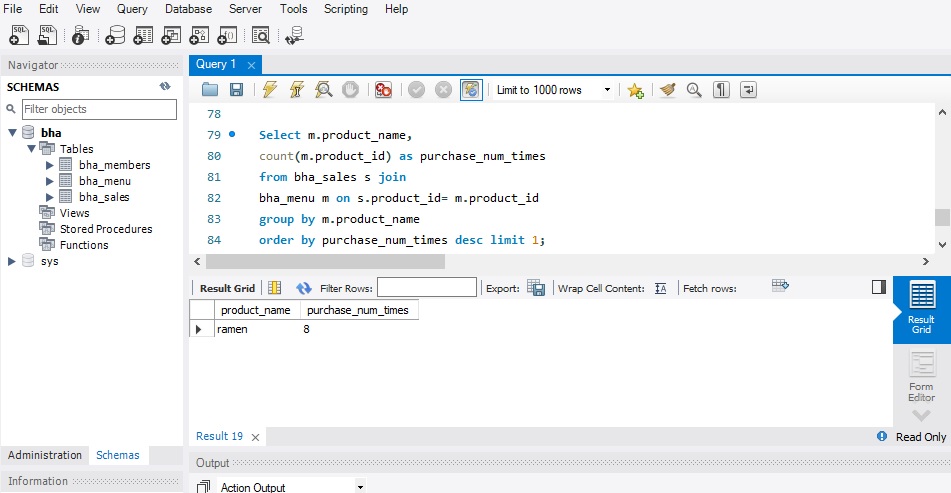 File Edit View Query Database Server Tools Scripting Help
SQL SQL
Navigator
SCHEMAS
Filter objects
bha
Tables
bha_members
bha_menu
bha_sales
Views
Stored Procedures
Functions
sys
Administration Schemas
Information
Query 1
Limit to 1000 rows
78
79 Select m.product_name,
80 count(m.product_id) as purchase_num_times
81 from bha_sales s join
82 bha_menu m on s.product_id= m.product_id
83 group by m.product_name
84 order by purchase_num_times desc limit 1;
Result Grid Filter Rows: Export: Wrap Cell Content: Fetch rows:
product_name purchase_num_times
ramen 8
Result
Grid
Form
Editor
Result 19 Read Only
Output
Action Output